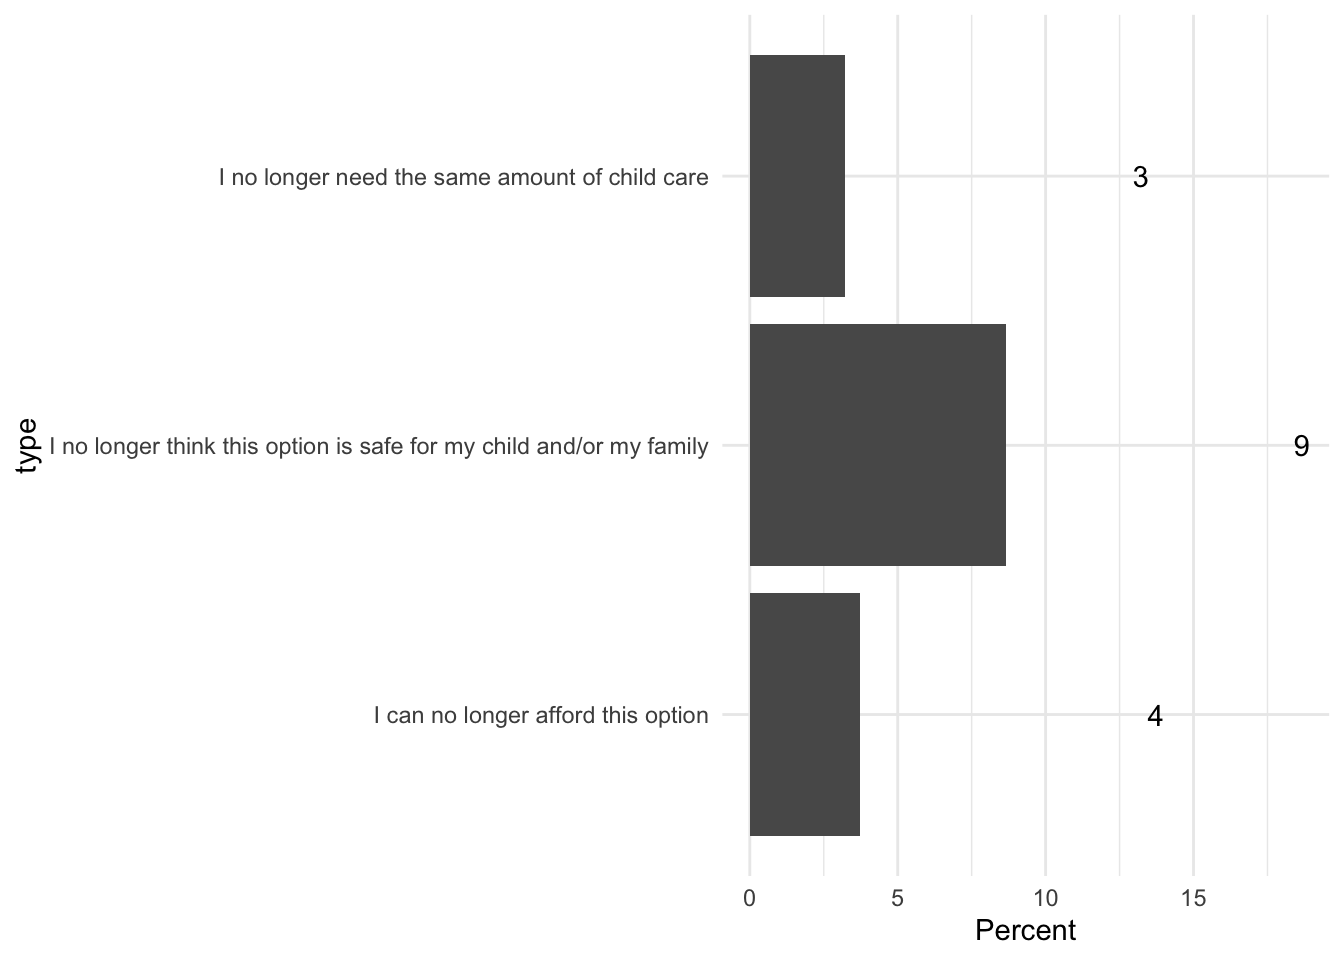 I no longer need the same amount of child care
3
type
I no longer think this option is safe for my child and/or my family
9
I can no longer afford this option
4
0 5 10 15
Percent